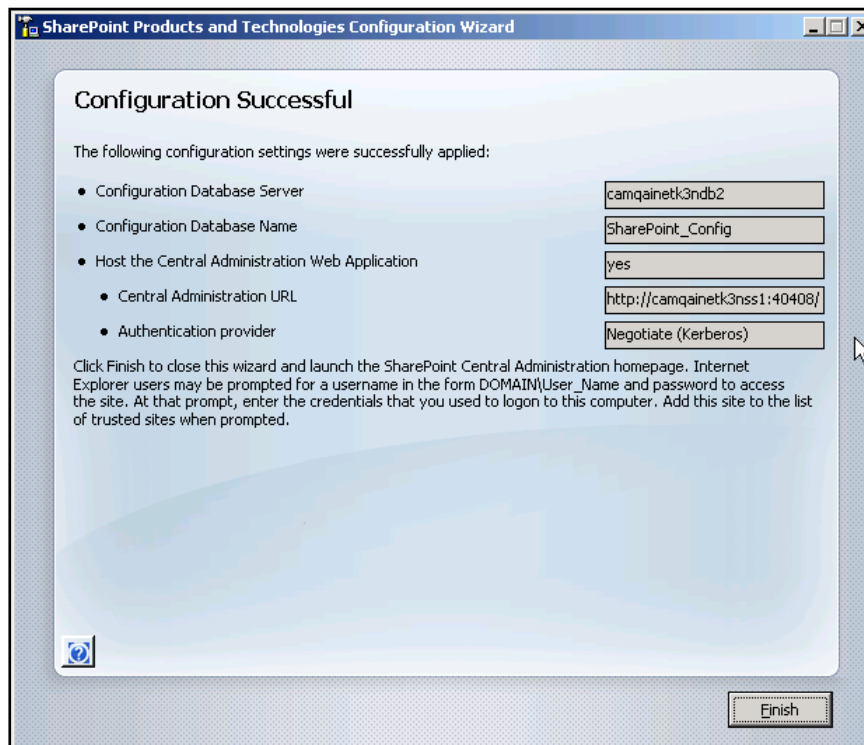 SharePoint Products and Technologies Configuration Wizard
Configuration Successful
The following configuration settings were successfully applied:
Configuration Database Server
camqainetk3ndb2
Configuration Database Name
SharePoint_Config
Host the Central Administration Web Application
yes
Central Administration URL
http://camqainetk3nss1:40408/
Authentication provider
Negotiate (Kerberos)
Click Finish to close this wizard and launch the SharePoint Central Administration homepage. Internet
Explorer users may be prompted for a username in the form DOMAIN\User_Name and password to access
the site. At that prompt, enter the credentials that you used to logon to this computer. Add this site to the list
of trusted sites when prompted.
Finish